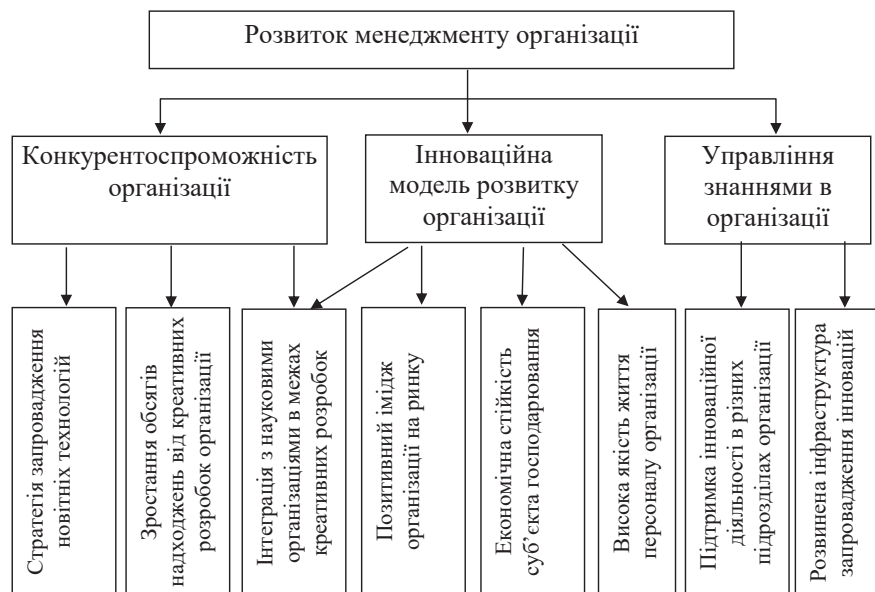 Розвиток менеджменту організації
Конкурентоспроможність
організації
Інноваційна
модель розвитку
організації
Управління
знаннями в
організації
Стратегія запровадження
новітніх технологій
Зростання обсягів
надходжень від креативних
розробок організації
Інтеграція з науковими
організаціями в межах
креативних розробок
Позитивний імідж
організації на ринку
Економічна стійкість
суб’єкта господарювання
Висока якість життя
персоналу організації
Підтримка інноваційної
діяльності в різних
підрозділах організації
Розвинена інфраструктура
запровадження інновацій